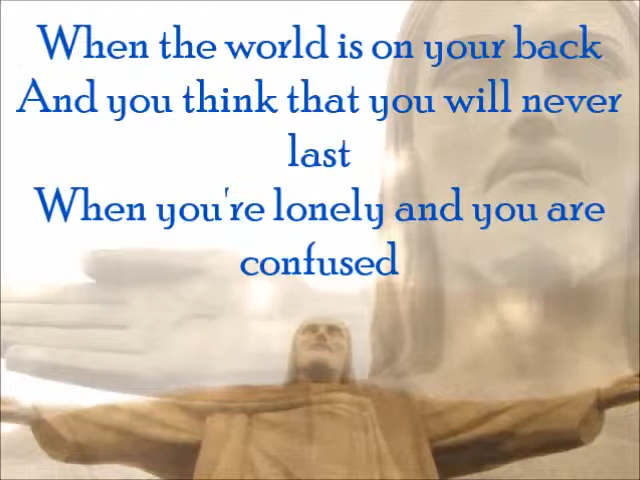 When the world is on your back
And you think that you will never
last
When you're lonely and you are
confused